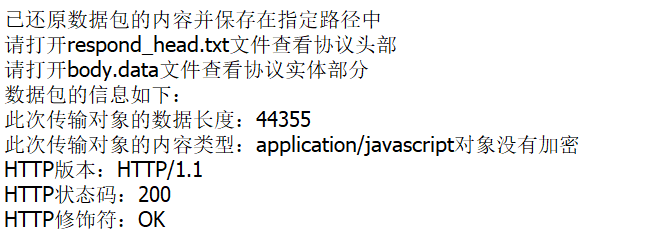 已还原数据包的内容并保存在指定路径中
请打开respond_head.txt文件查看协议头部
请打开body.data文件查看协议实体部分
数据包的信息如下：
此次传输对象的数据长度：44355
此次传输对象的内容类型：application/javascript对象没有加密
HTTP版本：HTTP/1.1
HTTP状态码：200
HTTP修饰符：OK